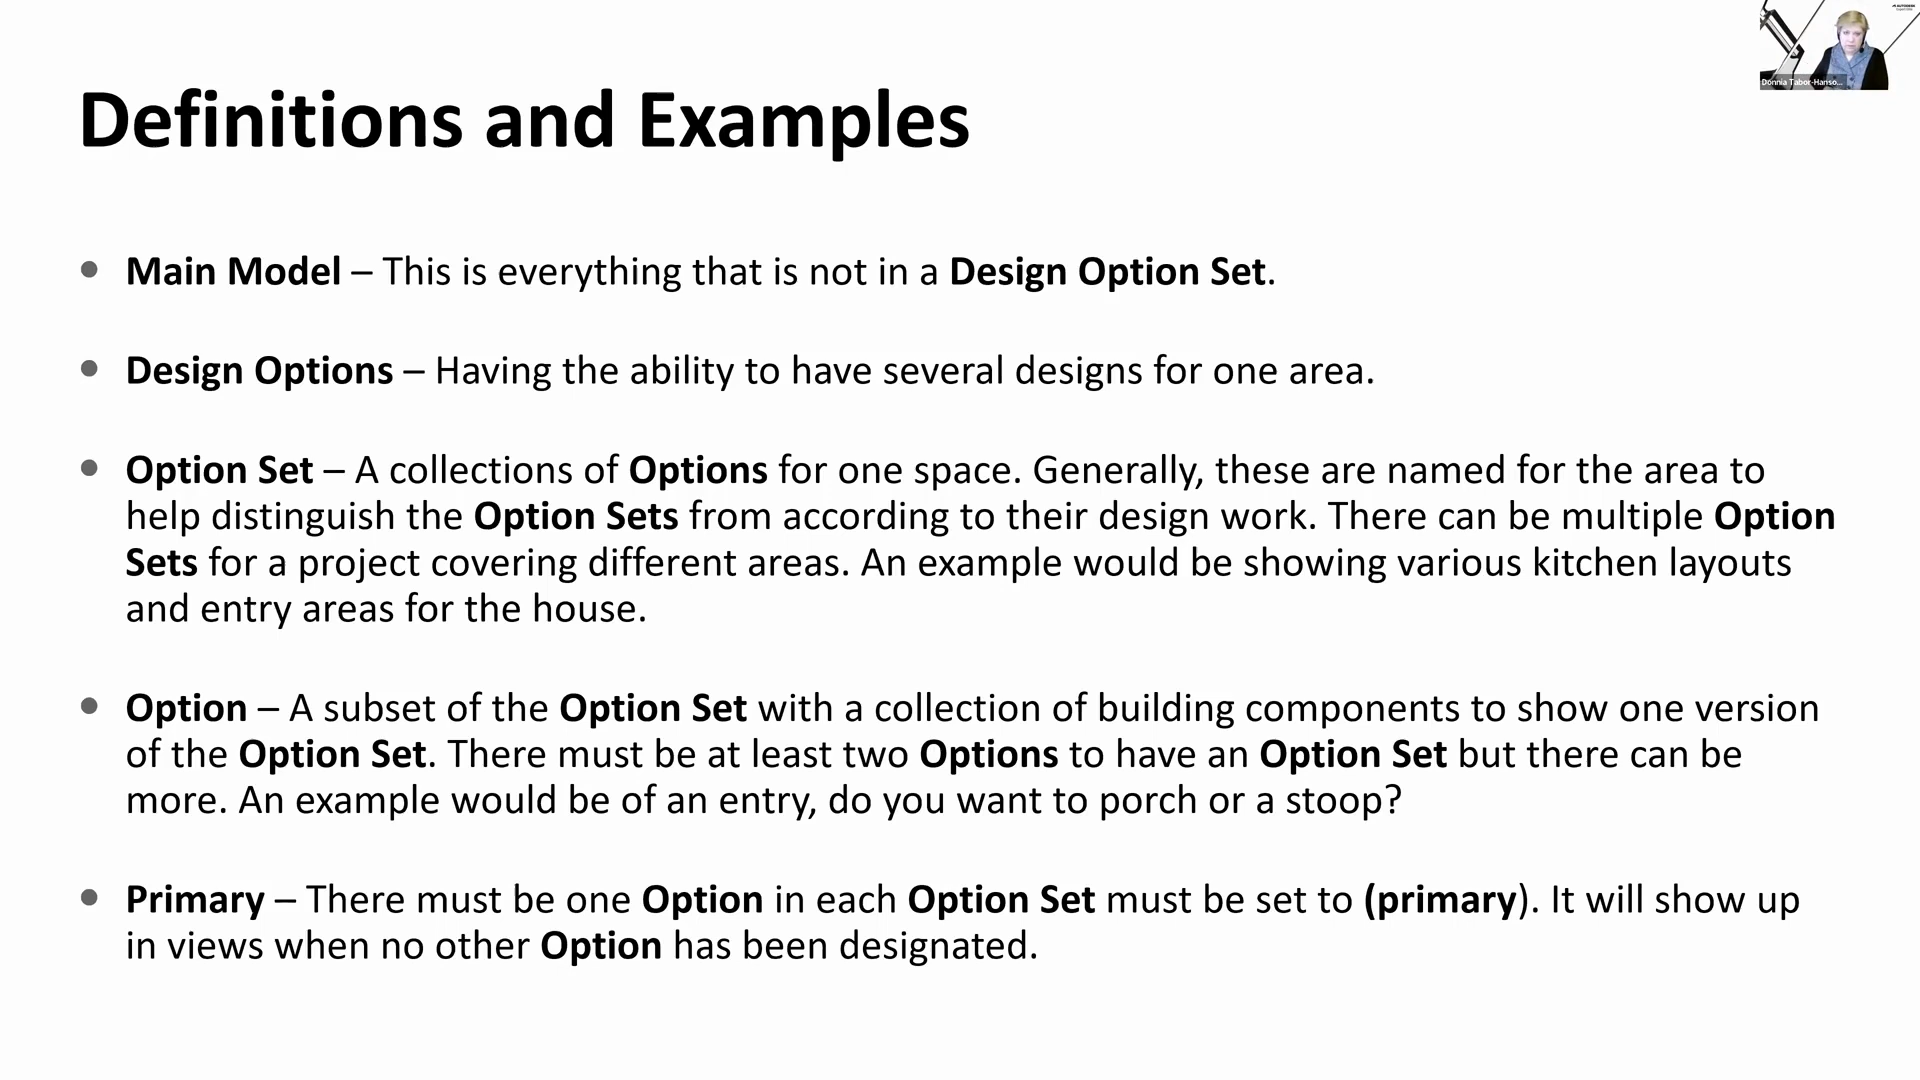 AUTODESK
Donnia Tabor-Hanso...
Definitions and Examples
• Main Model – This is everything that is not in a Design Option Set.
• Design Options – Having the ability to have several designs for one area.
• Option Set – A collections of Options for one space. Generally, these are named for the area to
help distinguish the Option Sets from according to their design work. There can be multiple Option
Sets for a project covering different areas. An example would be showing various kitchen layouts
and entry areas for the house.
• Option – A subset of the Option Set with a collection of building components to show one version
of the Option Set. There must be at least two Options to have an Option Set but there can be
more. An example would be of an entry, do you want to porch or a stoop?
• Primary – There must be one Option in each Option Set must be set to (primary). It will show up
in views when no other Option has been designated.